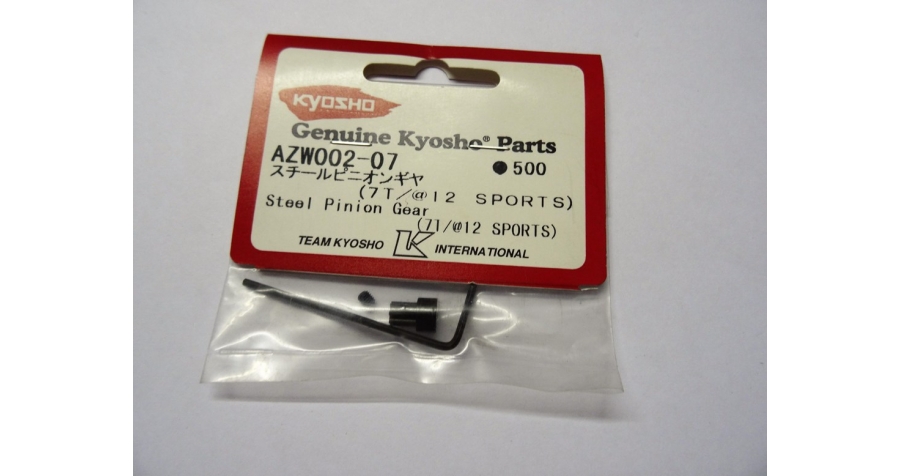 KYOSHO
Genuine Kyosho® Parts
AZW002-07 ●500
スチールピニオンギヤ
(7T/@12 SPORTS)
Steel Pinion Gear
(7T/@12 SPORTS)
TEAM KYOSHO K INTERNATIONAL